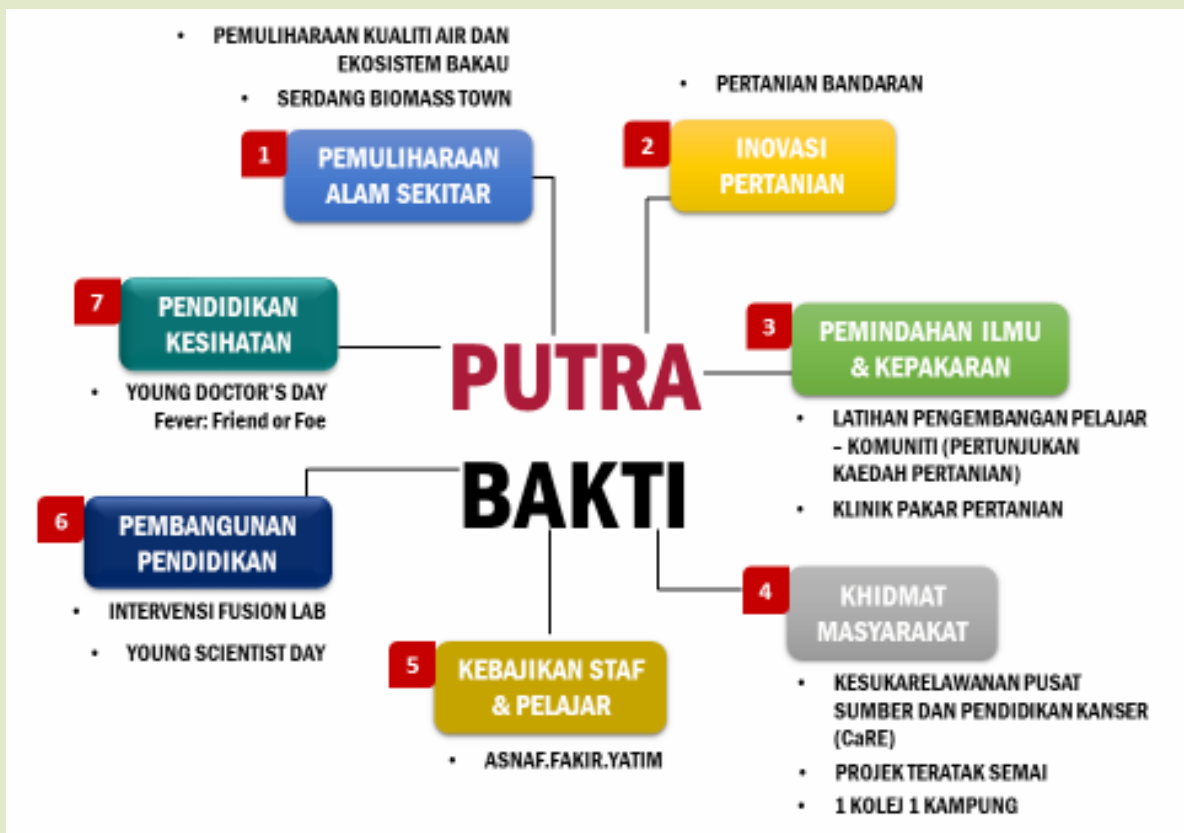 • PEMULIHARAAN KUALITI AIR DAN
EKOSISTEM BAKAU
• SERDANG BIOMASS TOWN
1
PEMULIHARAAN
ALAM SEKITAR
• PERTANIAN BANDARAN
2
INOVASI
PERTANIAN
7
PENDIDIKAN
KESIHATAN
• YOUNG DOCTOR'S DAY
Fever: Friend or Foe
PUTRA
BAKTI
3
PEMINDAHAN ILMU
& KEPAKARAN
• LATIHAN PENGEMBANGAN PELAJAR
– KOMUNITI (PERTUNJUKAN
KAEDAH PERTANIAN)
• KLINIK PAKAR PERTANIAN
6
PEMBANGUNAN
PENDIDIKAN
• INTERVENSI FUSION LAB
• YOUNG SCIENTIST DAY
5
KEBAJIKAN STAF
& PELAJAR
• ASNAF.FAKIR.YATIM
4
KHIDMAT
MASYARAKAT
• KESUKARELAWANAN PUSAT
SUMBER DAN PENDIDIKAN KANSER
(CaRE)
• PROJEK TERATAK SEMAI
• 1 KOLEJ 1 KAMPUNG